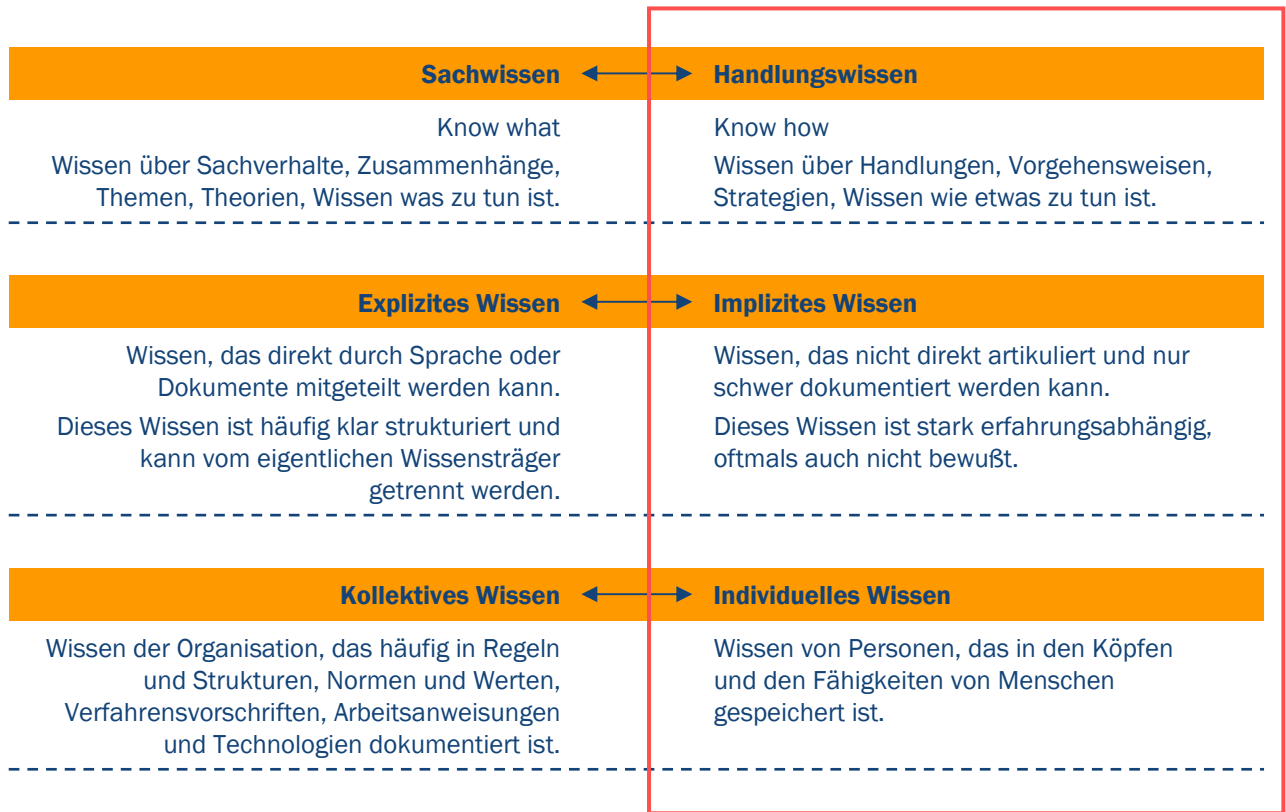 Sachwissen
Handlungswissen
Know what
Wissen über Sachverhalte, Zusammenhänge,
Themen, Theorien, Wissen was zu tun ist.
Know how
Wissen über Handlungen, Vorgehensweisen,
Strategien, Wissen wie etwas zu tun ist.
Explizites Wissen
Implizites Wissen
Wissen, das direkt durch Sprache oder
Dokumente mitgeteilt werden kann.
Dieses Wissen ist häufig klar strukturiert und
kann vom eigentlichen Wissensträger
getrennt werden.
Wissen, das nicht direkt artikuliert und nur
schwer dokumentiert werden kann.
Dieses Wissen ist stark erfahrungsabhängig,
oftmals auch nicht bewußt.
Kollektives Wissen
Individuelles Wissen
Wissen der Organisation, das häufig in Regeln
und Strukturen, Normen und Werten,
Verfahrensvorschriften, Arbeitsanweisungen
und Technologien dokumentiert ist.
Wissen von Personen, das in den Köpfen
und den Fähigkeiten von Menschen
gespeichert ist.